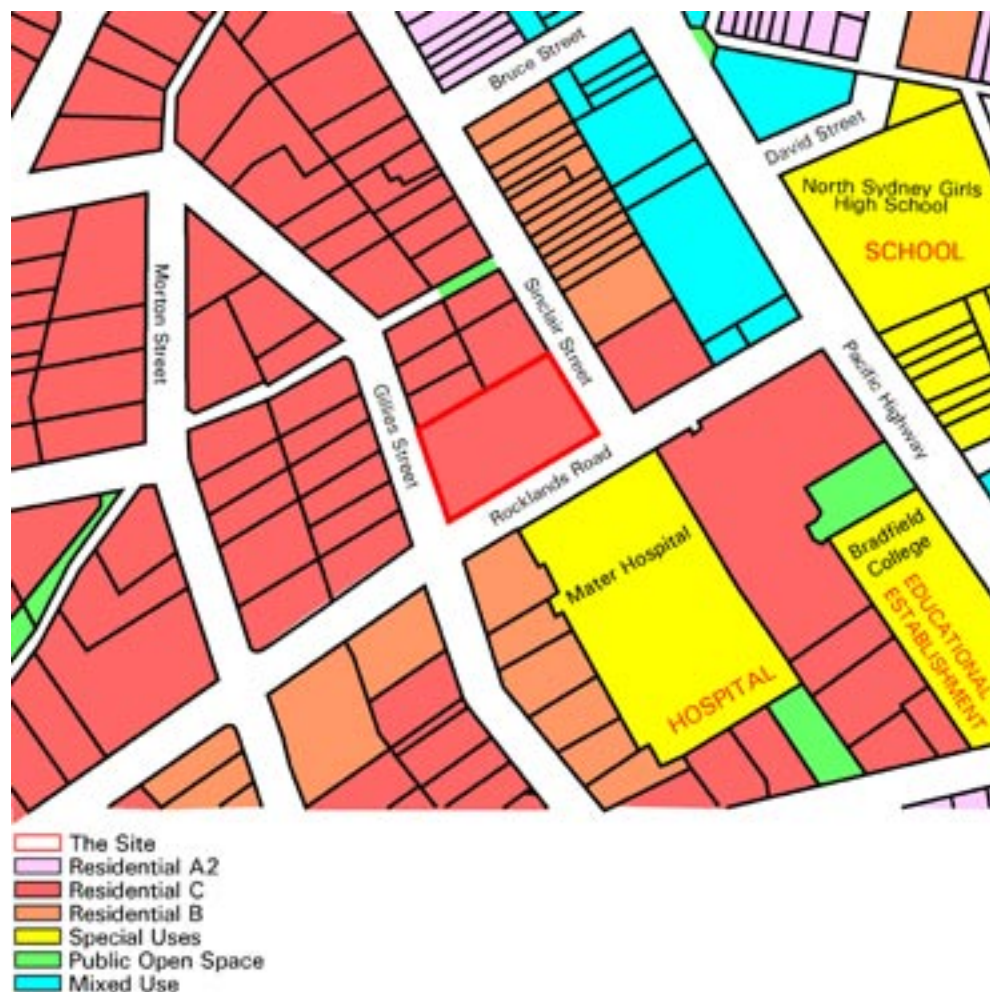 Bruce Street
David Street
North Sydney Girls
High School
SCHOOL
Morton Street
Sinclair Street
Pacific Highway
Gillies Street
Rocklands Road
Mater Hospital
HOSPITAL
Bradfield
College
EDUCATIONAL
ESTABLISHMENT
The Site
Residential A2
Residential C
Residential B
Special Uses
Public Open Space
Mixed Use